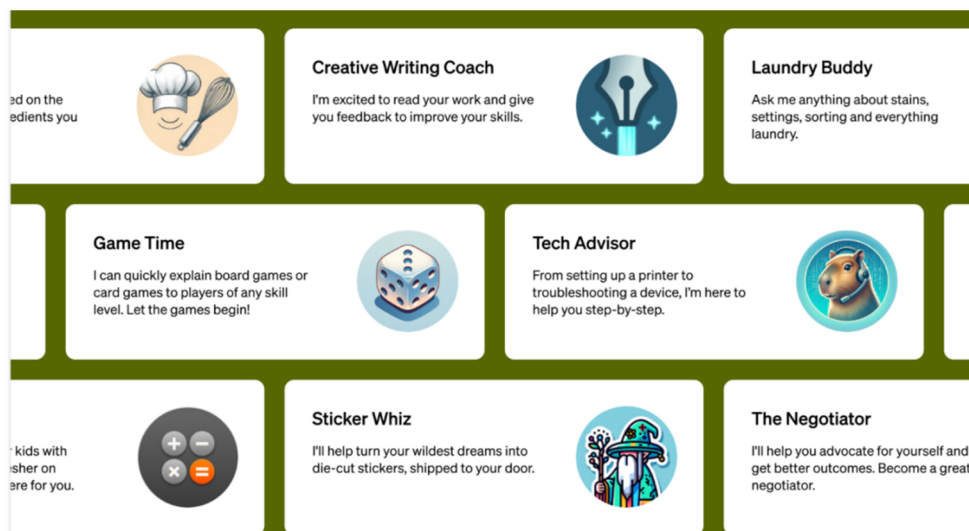 ed on the
edients you
Creative Writing Coach
I'm excited to read your work and give
you feedback to improve your skills.
Laundry Buddy
Ask me anything about stains,
settings, sorting and everything
laundry.
Game Time
I can quickly explain board games or
card games to players of any skill
level. Let the games begin!
Tech Advisor
From setting up a printer to
troubleshooting a device, I'm here to
help you step-by-step.
kids with
sher on
ere for you.
Sticker Whiz
I'll help turn your wildest dreams into
die-cut stickers, shipped to your door.
The Negotiator
I'll help you advocate for yourself and
get better outcomes. Become a great
negotiator.